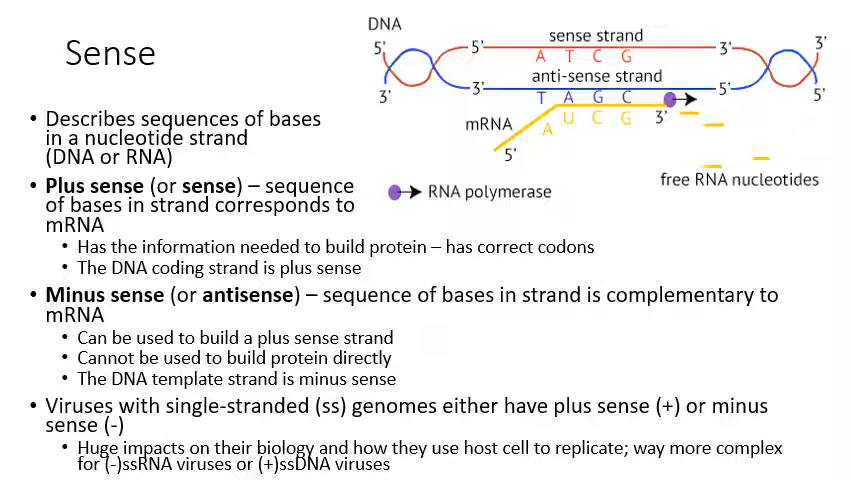 Sense
DNA
5'
3'
5'
sense strand
3'
3'
A T C G
anti-sense strand
3'
5'
5'
T A G C
mRNA
A U C G
3'
5'
free RNA nucleotides
RNA polymerase
• Describes sequences of bases
in a nucleotide strand
(DNA or RNA)
• Plus sense (or sense) – sequence
of bases in strand corresponds to
mRNA
• Has the information needed to build protein – has correct codons
• The DNA coding strand is plus sense
• Minus sense (or antisense) – sequence of bases in strand is complementary to
mRNA
• Can be used to build a plus sense strand
• Cannot be used to build protein directly
• The DNA template strand is minus sense
• Viruses with single-stranded (ss) genomes either have plus sense (+) or minus
sense (-)
• Huge impacts on their biology and how they use host cell to replicate; way more complex
for (-)ssRNA viruses or (+)ssDNA viruses